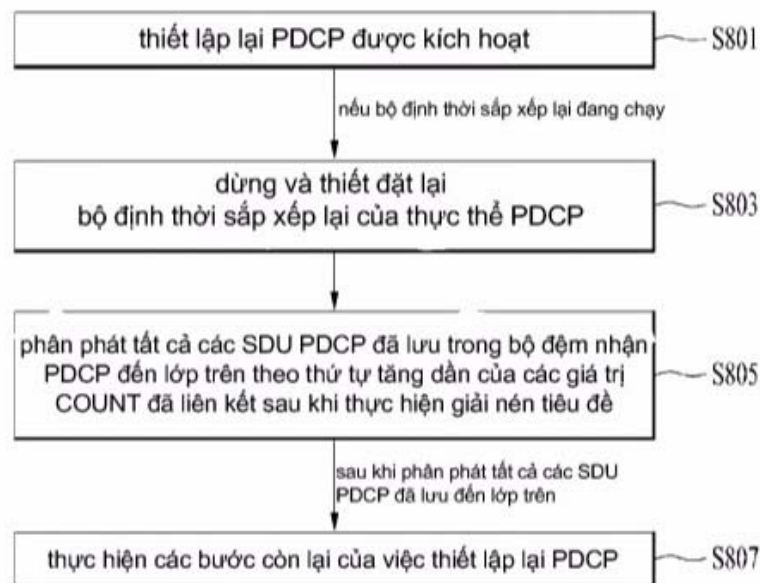 thiết lập lại PDCP được kích hoạt
S801
nếu bộ định thời sắp xếp lại đang chạy
dừng và thiết đặt lại
bộ định thời sắp xếp lại của thực thể PDCP
S803
phân phát tất cả các SDU PDCP đã lưu trong bộ đệm nhận
PDCP đến lớp trên theo thứ tự tăng dần của các giá trị
COUNT đã liên kết sau khi thực hiện giải nén tiêu đề
S805
sau khi phân phát tất cả các SDU
PDCP đã lưu đến lớp trên
thực hiện các bước còn lại của việc thiết lập lại PDCP
S807